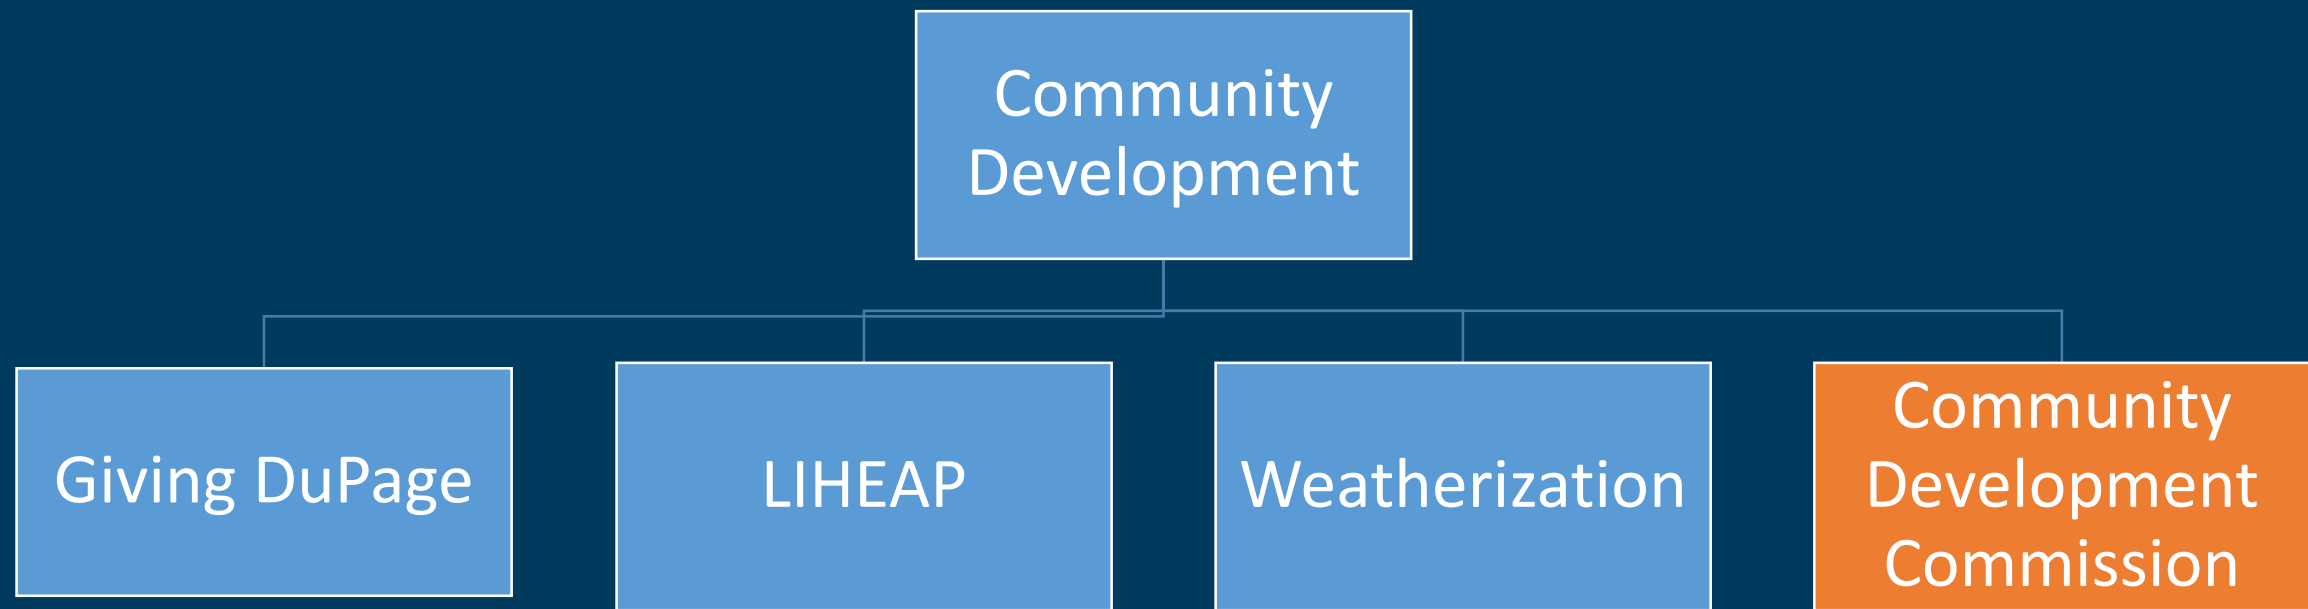 Community
Development
Giving DuPage
LIHEAP
Weatherization
Community
Development
Commission